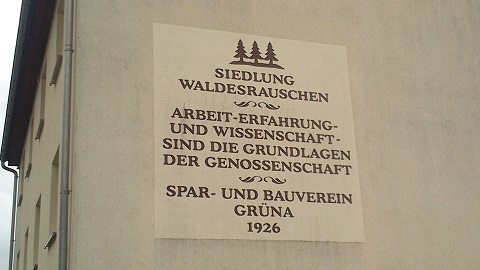 SIEDLUNG
WALDESRAUSCHEN
ARBEIT-ERFAHRUNG-
UND WISSENSCHAFT-
SIND DIE GRUNDLAGEN
DER GENOSSENSCHAFT
SPAR- UND BAUVEREIN
GRÜNA
1926